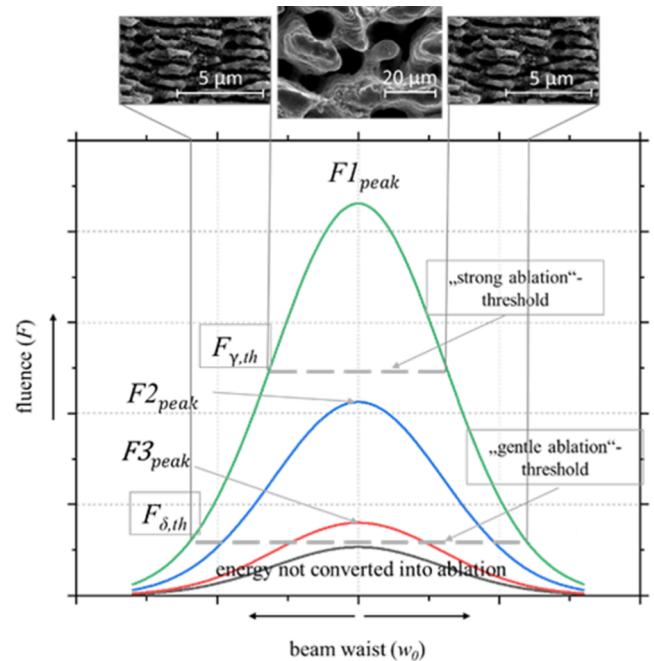 5 μm
20 μm
5 μm
F1peak
„strong ablation“-
threshold
Fγ,th
F2peak
F3peak
„gentle ablation“-
threshold
Fδ,th
energy not converted into ablation
fluence (F)
beam waist (w0)